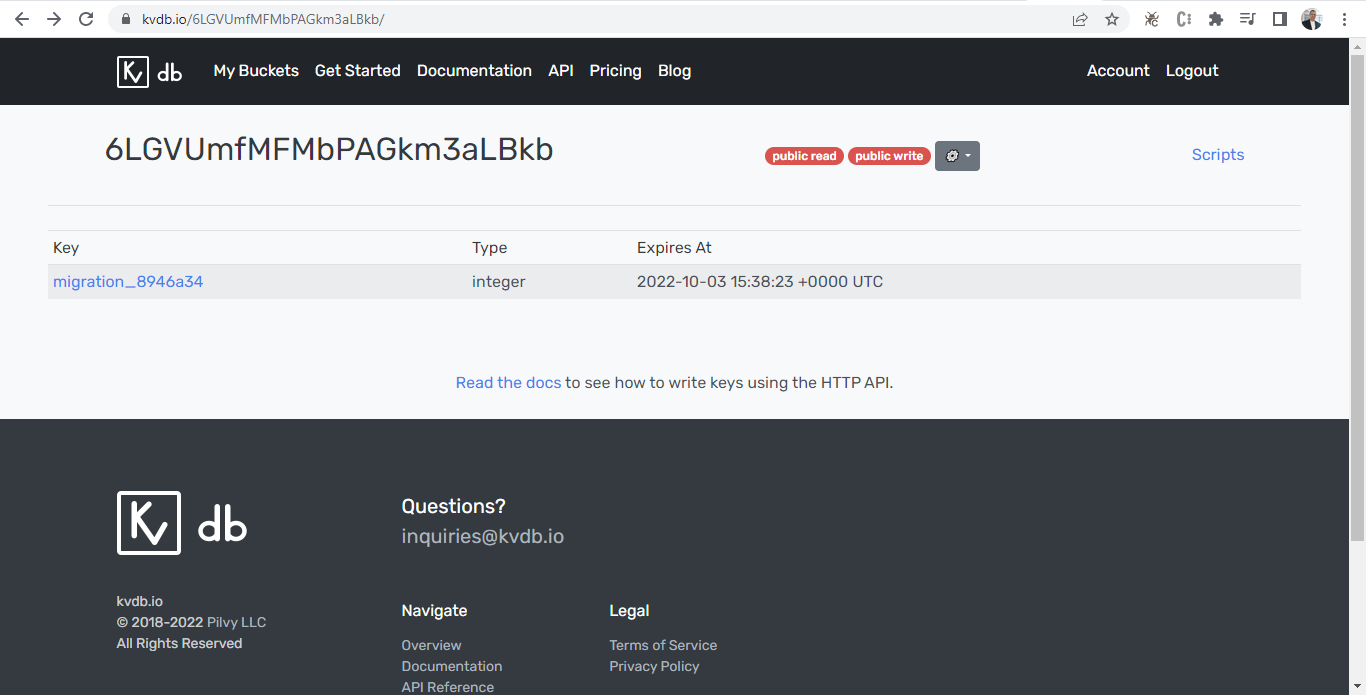 kvdb.io/6LGVUmfMFMbPAGkm3aLBkb/
Kv db My Buckets Get Started Documentation API Pricing Blog Account Logout
6LGVUmfMFMbPAGkm3aLBkb public read public write Scripts
Key Type Expires At
migration_8946a34 integer 2022-10-03 15:38:23 +0000 UTC
Read the docs to see how to write keys using the HTTP API.
Kv db
Questions?
inquiries@kvdb.io
kvdb.io
© 2018-2022 Pilvy LLC
All Rights Reserved
Navigate
Overview
Documentation
API Reference
Legal
Terms of Service
Privacy Policy